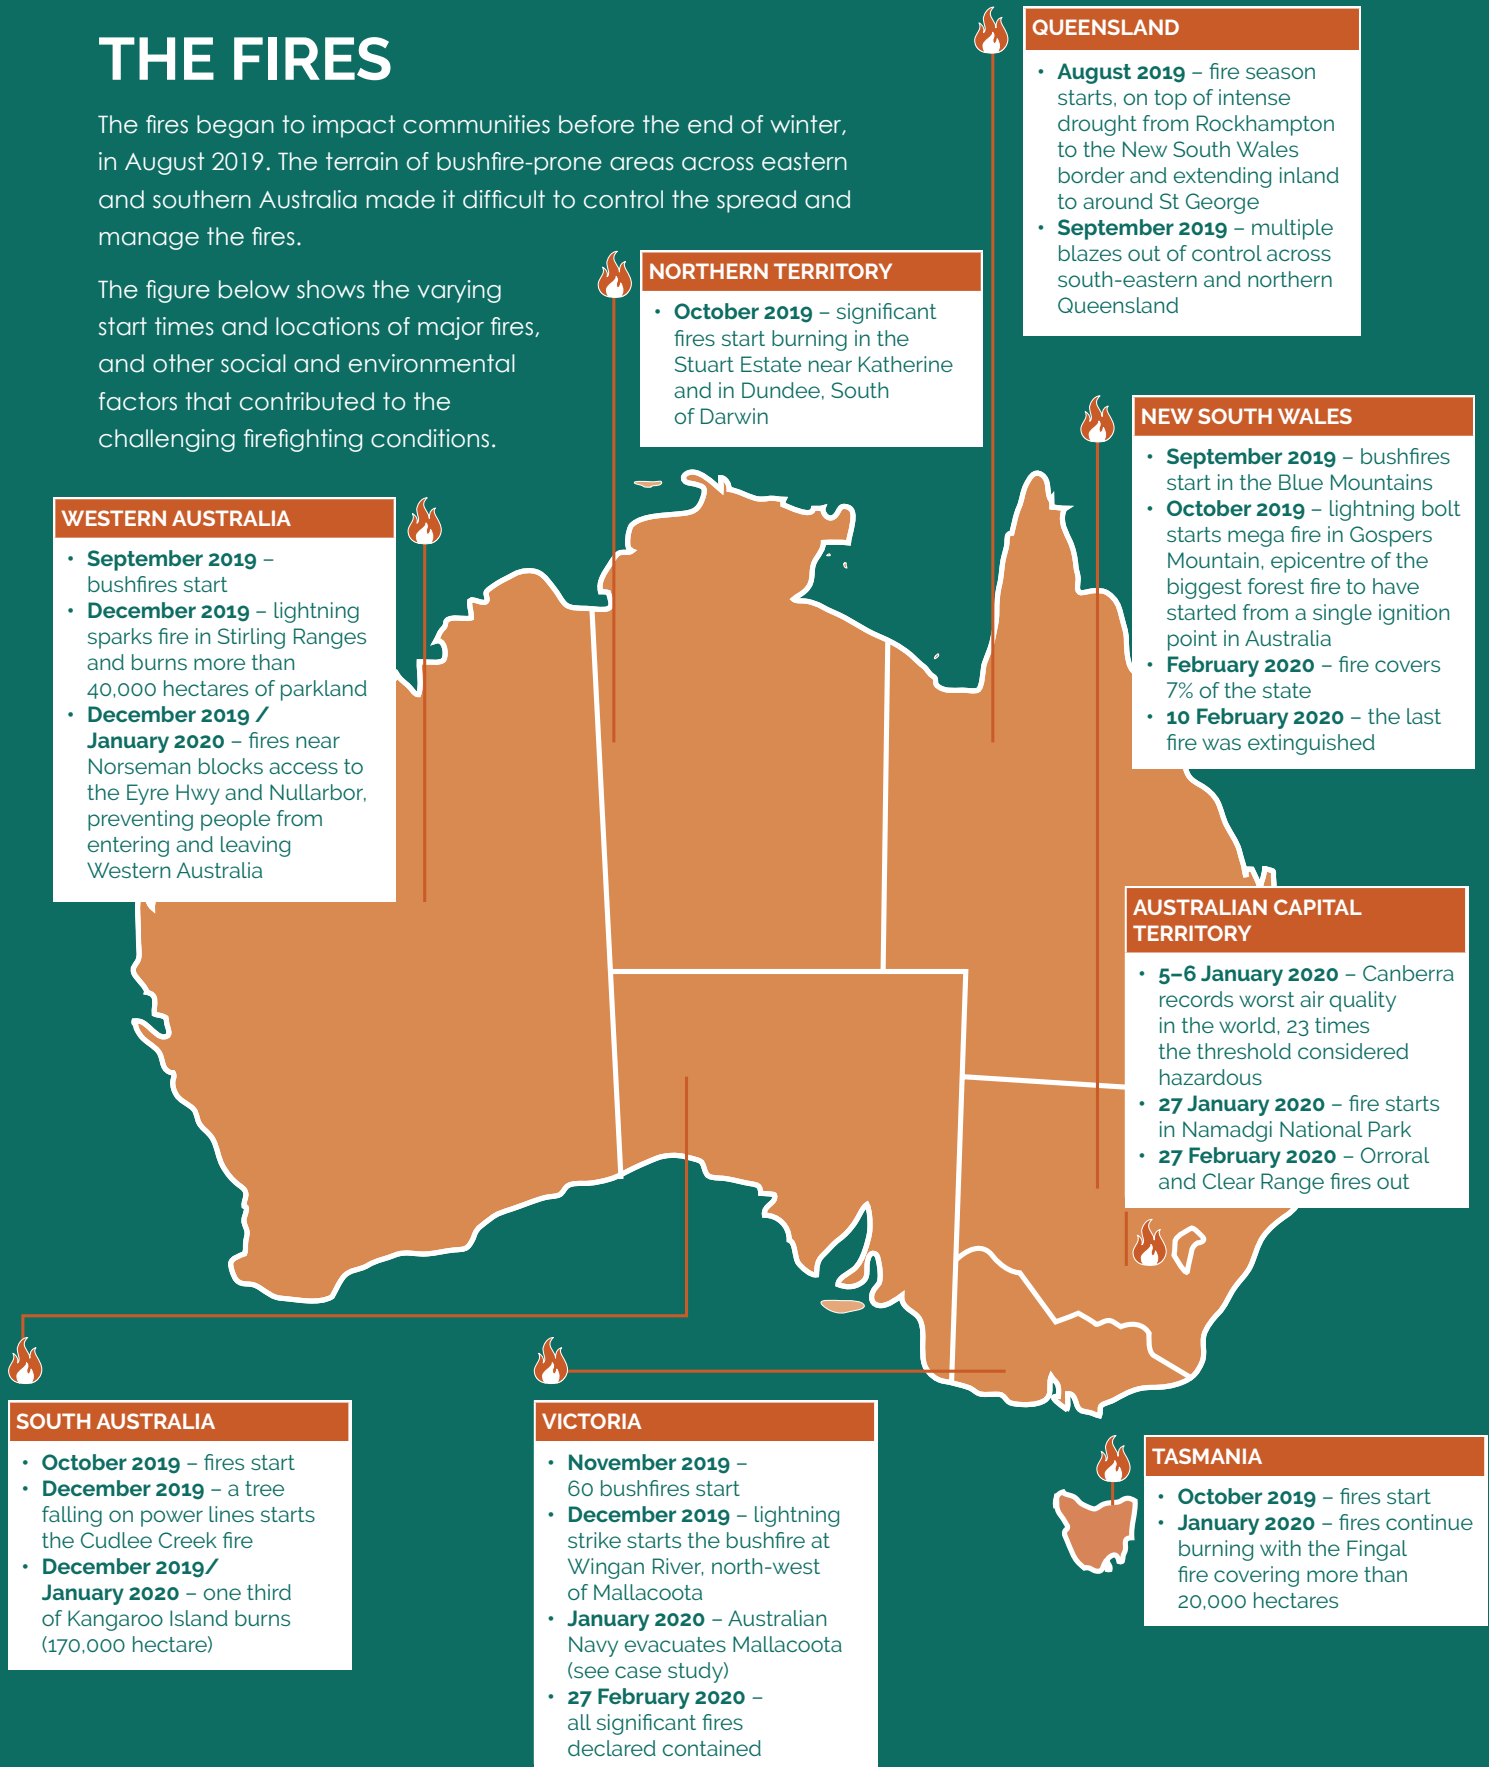 THE FIRES
The fires began to impact communities before the end of winter,
in August 2019. The terrain of bushfire-prone areas across eastern
and southern Australia made it difficult to control the spread and
manage the fires.
The figure below shows the varying
start times and locations of major fires,
and other social and environmental
factors that contributed to the
challenging firefighting conditions.
QUEENSLAND
• August 2019 – fire season
starts, on top of intense
drought from Rockhampton
to the New South Wales
border and extending inland
to around St George
• September 2019 – multiple
blazes out of control across
south-eastern and northern
Queensland
NORTHERN TERRITORY
• October 2019 – significant
fires start burning in the
Stuart Estate near Katherine
and in Dundee, South
of Darwin
NEW SOUTH WALES
• September 2019 – bushfires
start in the Blue Mountains
• October 2019 – lightning bolt
starts mega fire in Gospers
Mountain, epicentre of the
biggest forest fire to have
started from a single ignition
point in Australia
• February 2020 – fire covers
7% of the state
• 10 February 2020 – the last
fire was extinguished
WESTERN AUSTRALIA
• September 2019 –
bushfires start
• December 2019 – lightning
sparks fire in Stirling Ranges
and burns more than
40,000 hectares of parkland
• December 2019 /
January 2020 – fires near
Norseman blocks access to
the Eyre Hwy and Nullarbor,
preventing people from
entering and leaving
Western Australia
AUSTRALIAN CAPITAL
TERRITORY
• 5–6 January 2020 – Canberra
records worst air quality
in the world, 23 times
the threshold considered
hazardous
• 27 January 2020 – fire starts
in Namadgi National Park
• 27 February 2020 – Orroral
and Clear Range fires out
SOUTH AUSTRALIA
• October 2019 – fires start
• December 2019 – a tree
falling on power lines starts
the Cudlee Creek fire
• December 2019/
January 2020 – one third
of Kangaroo Island burns
(170,000 hectare)
VICTORIA
• November 2019 –
60 bushfires start
• December 2019 – lightning
strike starts the bushfire at
Wingan River, north-west
of Mallacoota
• January 2020 – Australian
Navy evacuates Mallacoota
(see case study)
• 27 February 2020 –
all significant fires
declared contained
TASMANIA
• October 2019 – fires start
• January 2020 – fires continue
burning with the Fingal
fire covering more than
20,000 hectares